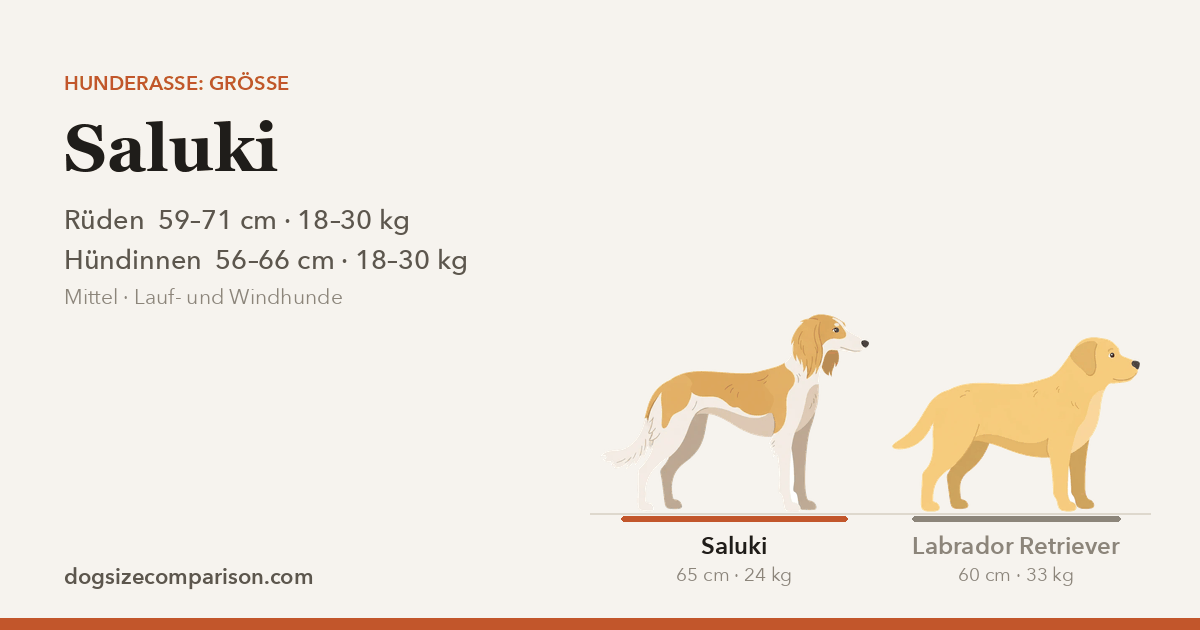 HUNDERASSE: GRÖSSE
Saluki
Rüden 59–71 cm · 18–30 kg
Hündinnen 56–66 cm · 18–30 kg
Mittel · Lauf- und Windhunde
Saluki
65 cm · 24 kg
Labrador Retriever
60 cm · 33 kg
dogsizecomparison.com